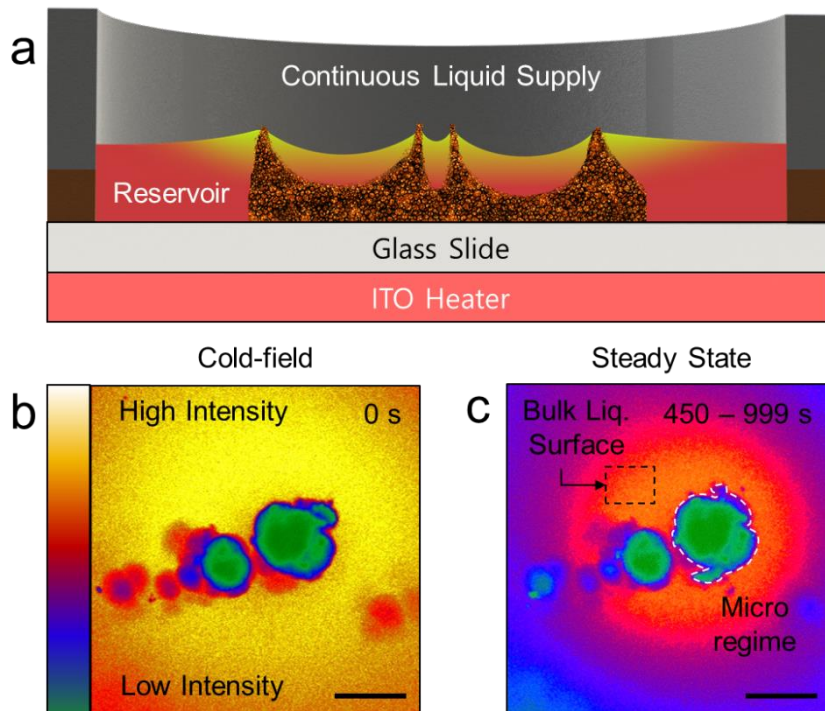 a
Continuous Liquid Supply
Reservoir
Glass Slide
ITO Heater
Cold-field
Steady State
b
High Intensity
0 s
Low Intensity
c
Bulk Liq.
Surface
450 – 999 s
Micro
regime